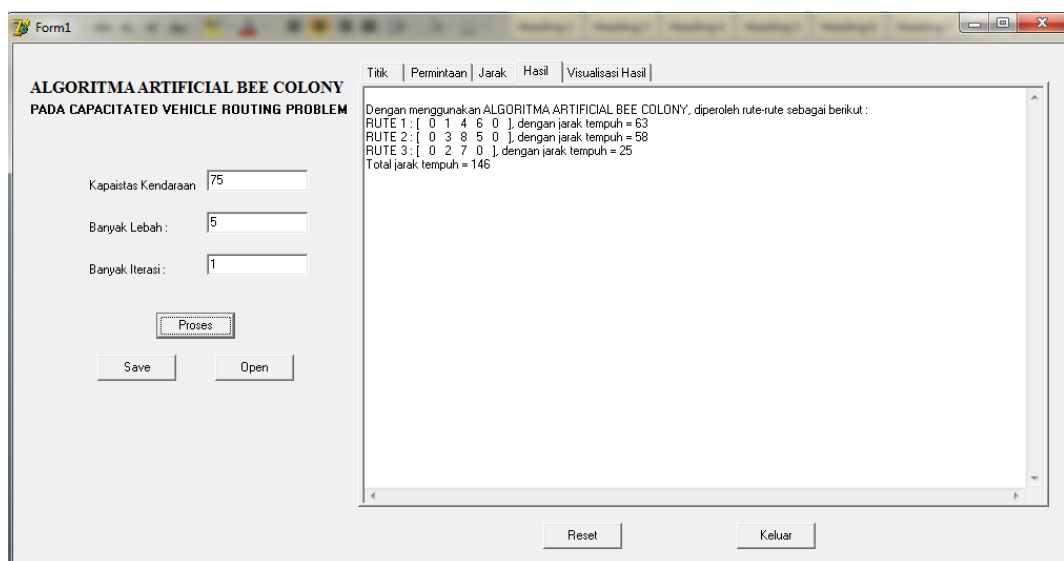 Form1
ALGORITMA ARTIFICIAL BEE COLONY
PADA CAPACITATED VEHICLE ROUTING PROBLEM
Kapaistas Kendaraan 75
Banyak Lebah : 5
Banyak Iterasi : 1
Proses
Save Open
Titik Permintaan Jarak Hasil Visualisasi Hasil
Dengan menggunakan ALGORITMA ARTIFICIAL BEE COLONY, diperoleh rute-rute sebagai berikut :
RUTE 1 : [ 0 1 4 6 0 ], dengan jarak tempuh = 63
RUTE 2 : [ 0 3 8 5 0 ], dengan jarak tempuh = 58
RUTE 3 : [ 0 2 7 0 ], dengan jarak tempuh = 25
Total jarak tempuh = 146
Reset Keluar